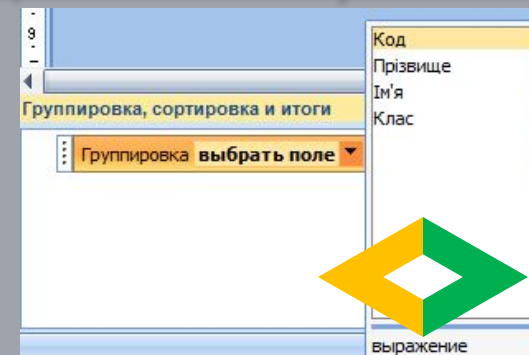 9
Код
Прізвище
Ім'я
Клас
Группировка, сортировка и итоги
Группировка выбрать поле
выражение